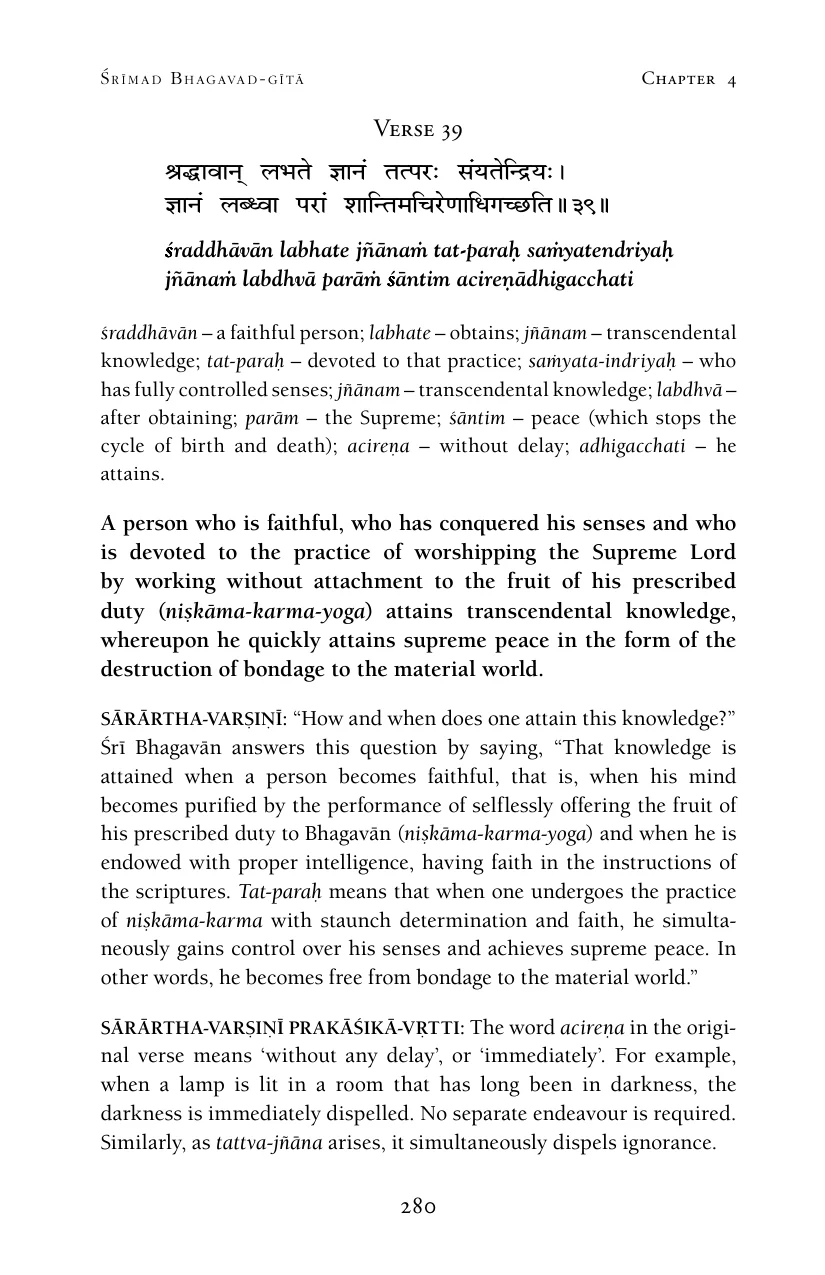 Śrīmad Bhagavad-gītā Chapter 4
Verse 39
श्रद्धावान् लभते ज्ञानं तत्परः संयतेन्द्रियः।
ज्ञानं लब्ध्वा परां शान्तिमचिरेणाधिगच्छति॥३९॥
śraddhāvān labhate jñānaṁ tat-paraḥ saṁyatendriyaḥ
jñānaṁ labdhvā parāṁ śāntim acireṇādhigacchati
śraddhāvān – a faithful person; labhate – obtains; jñānam – transcendental
knowledge; tat-paraḥ – devoted to that practice; saṁyata-indriyaḥ – who
has fully controlled senses; jñānam – transcendental knowledge; labdhvā –
after obtaining; parām – the Supreme; śāntim – peace (which stops the
cycle of birth and death); acireṇa – without delay; adhigacchati – he
attains.
A person who is faithful, who has conquered his senses and who
is devoted to the practice of worshipping the Supreme Lord
by working without attachment to the fruit of his prescribed
duty (niṣkāma-karma-yoga) attains transcendental knowledge,
whereupon he quickly attains supreme peace in the form of the
destruction of bondage to the material world.
SĀRĀRTHA-VARṢIṆĪ: “How and when does one attain this knowledge?”
Śrī Bhagavān answers this question by saying, “That knowledge is
attained when a person becomes faithful, that is, when his mind
becomes purified by the performance of selflessly offering the fruit of
his prescribed duty to Bhagavān (niṣkāma-karma-yoga) and when he is
endowed with proper intelligence, having faith in the instructions of
the scriptures. Tat-paraḥ means that when one undergoes the practice
of niṣkāma-karma with staunch determination and faith, he simulta-
neously gains control over his senses and achieves supreme peace. In
other words, he becomes free from bondage to the material world.”
SĀRĀRTHA-VARṢIṆĪ PRAKĀŚIKĀ-VṚTTI: The word acireṇa in the origi-
nal verse means ‘without any delay’, or ‘immediately’. For example,
when a lamp is lit in a room that has long been in darkness, the
darkness is immediately dispelled. No separate endeavour is required.
Similarly, as tattva-jñāna arises, it simultaneously dispels ignorance.
280